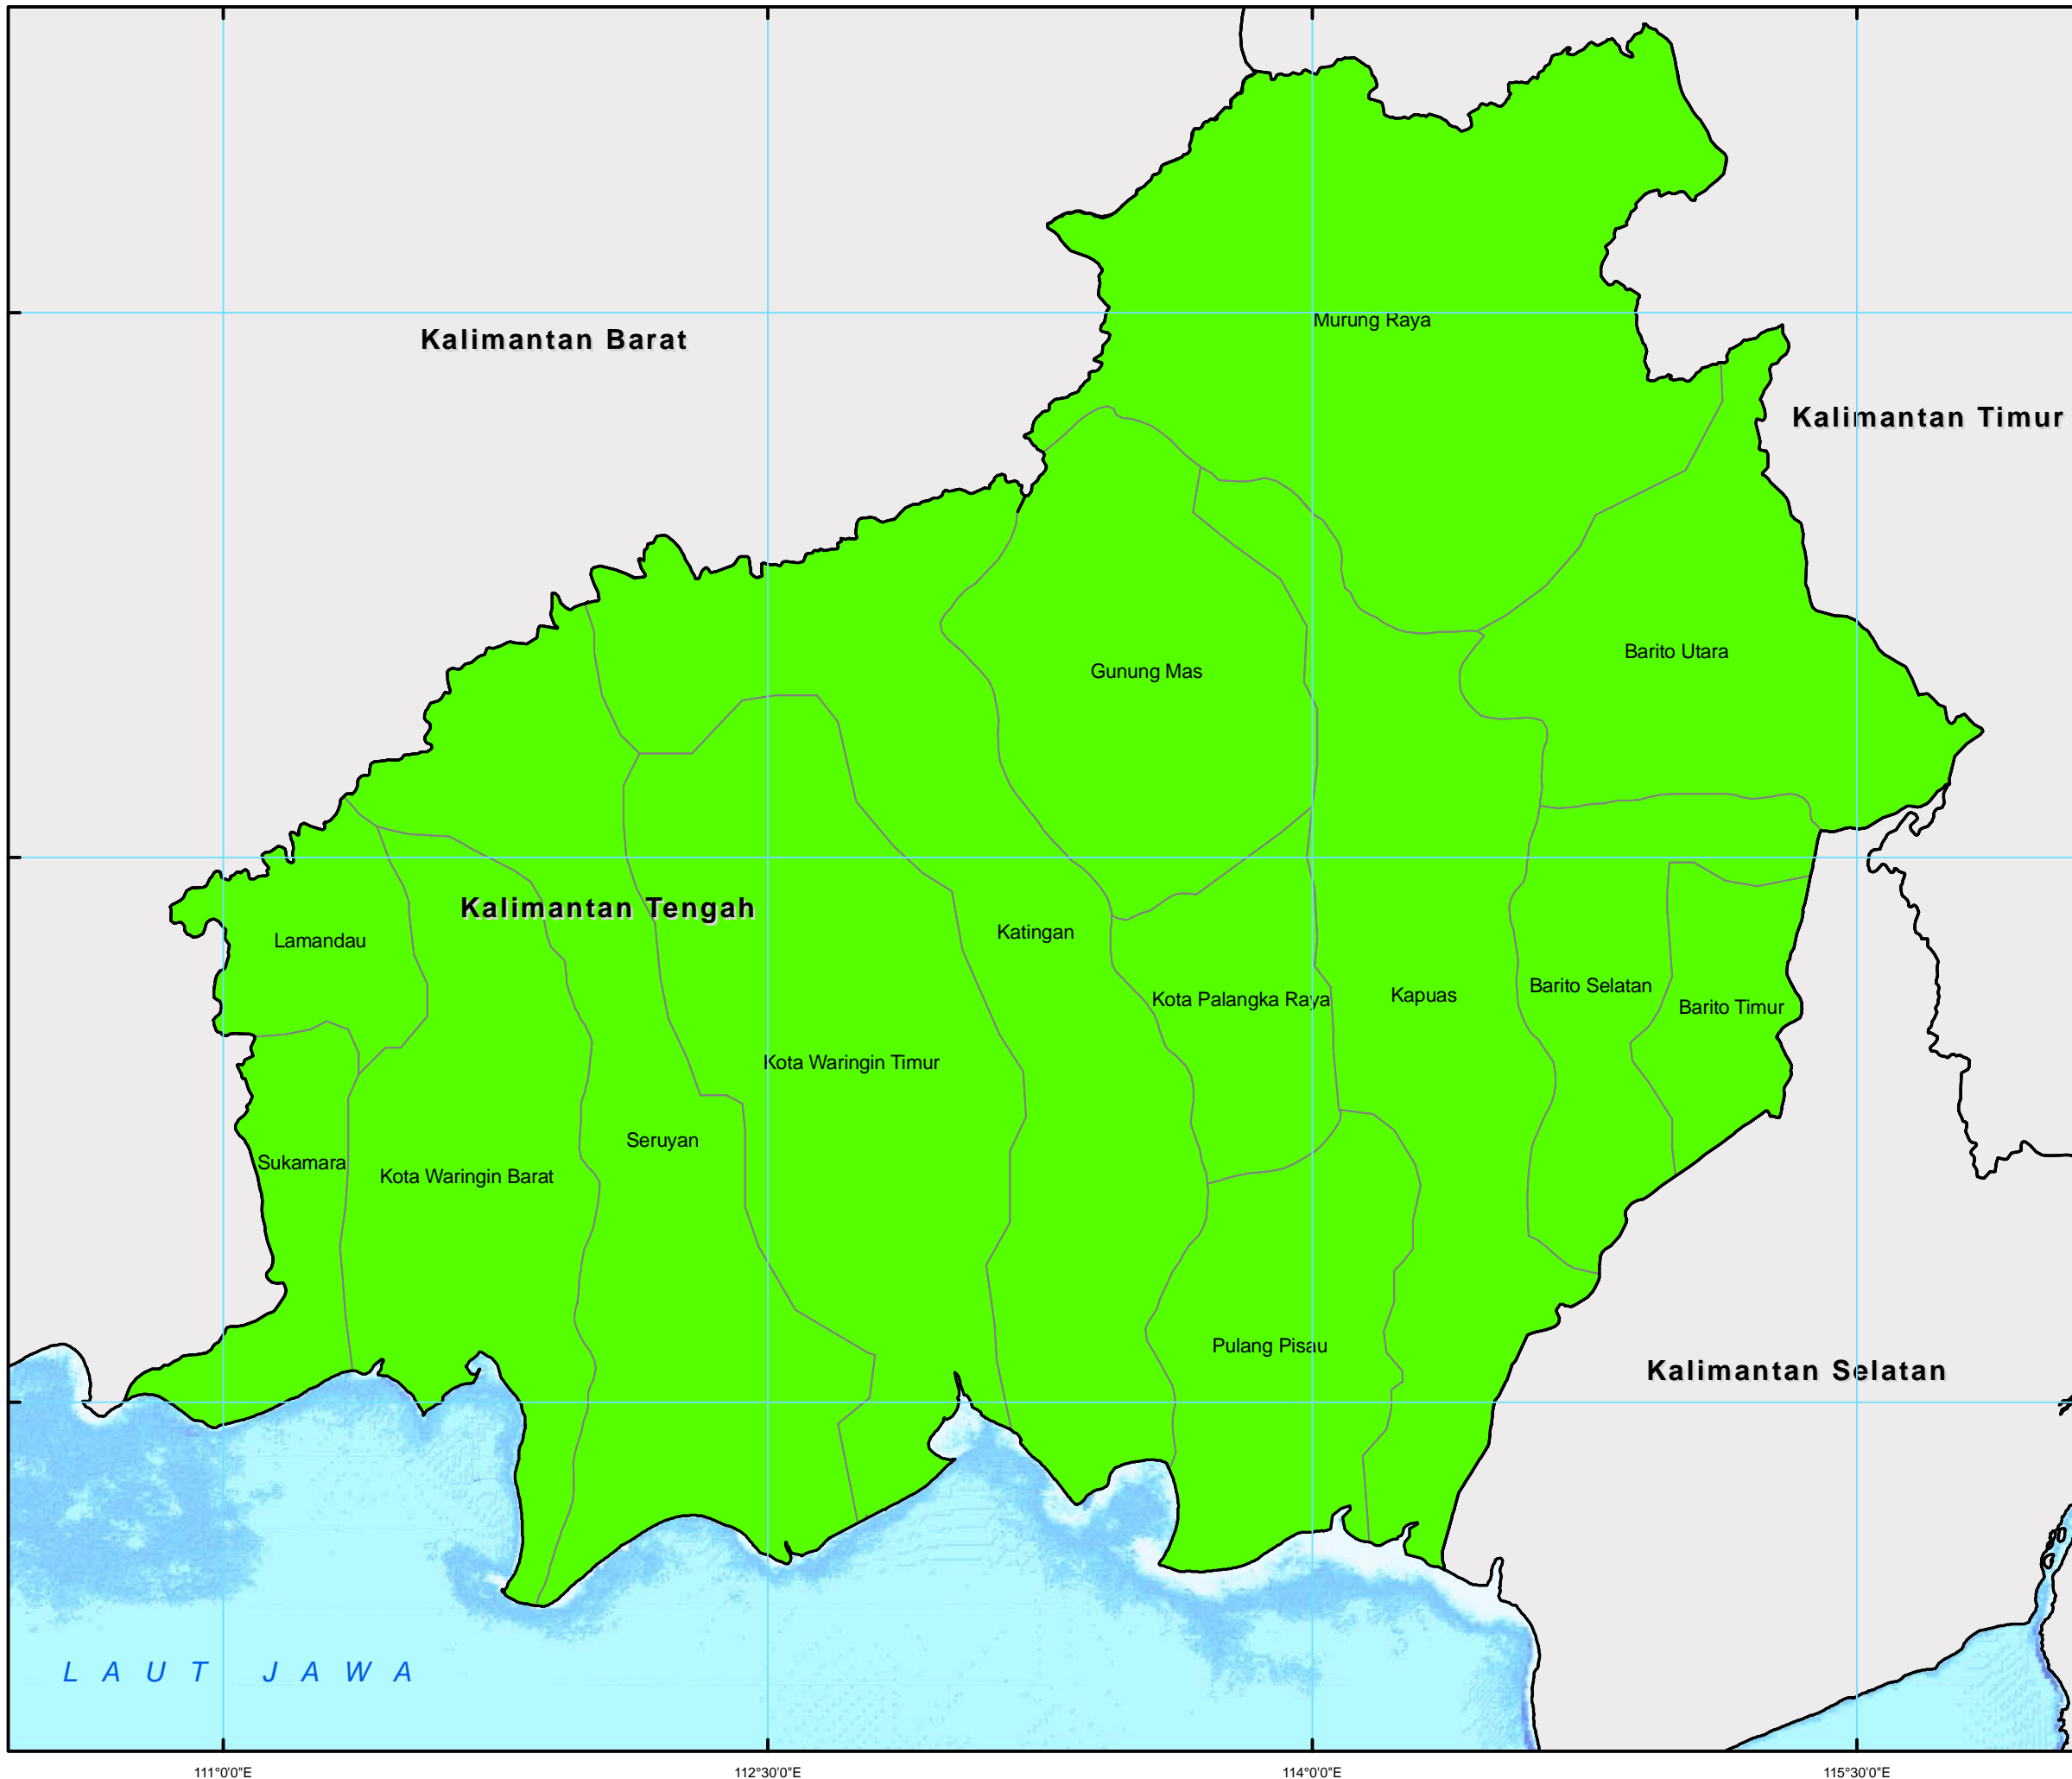 Murung Raya
Kalimantan Barat
Kalimantan Timur
Barito Utara
Gunung Mas
Kalimantan Tengah
Katingan
Lamandau
Barito Selatan
Kapuas
Kota Palangka Raya
Barito Timur
Kota Waringin Timur
Seruyan
Sukamara
Kota Waringin Barat
Pulang Pisau
Kalimantan Selatan
LAUT JAWA
111°0'0"E
112°30'0"E
114°0'0"E
115°30'0"E